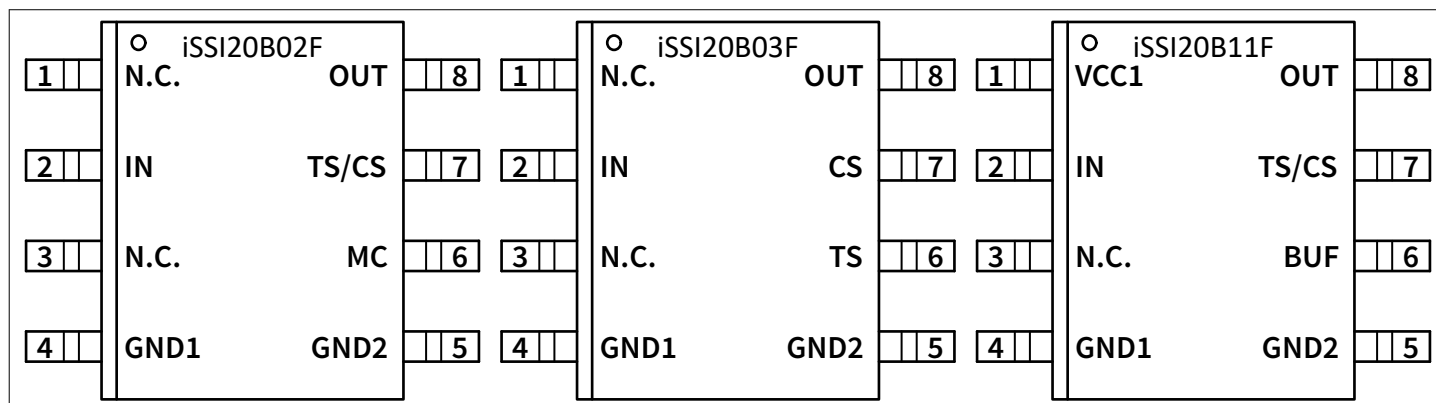 iSSI20B02F
1 N.C. OUT 8
2 IN TS/CS 7
3 N.C. MC 6
4 GND1 GND2 5
iSSI20B03F
1 N.C. OUT 8
2 IN CS 7
3 N.C. TS 6
4 GND1 GND2 5
iSSI20B11F
1 VCC1 OUT 8
2 IN TS/CS 7
3 N.C. BUF 6
4 GND1 GND2 5